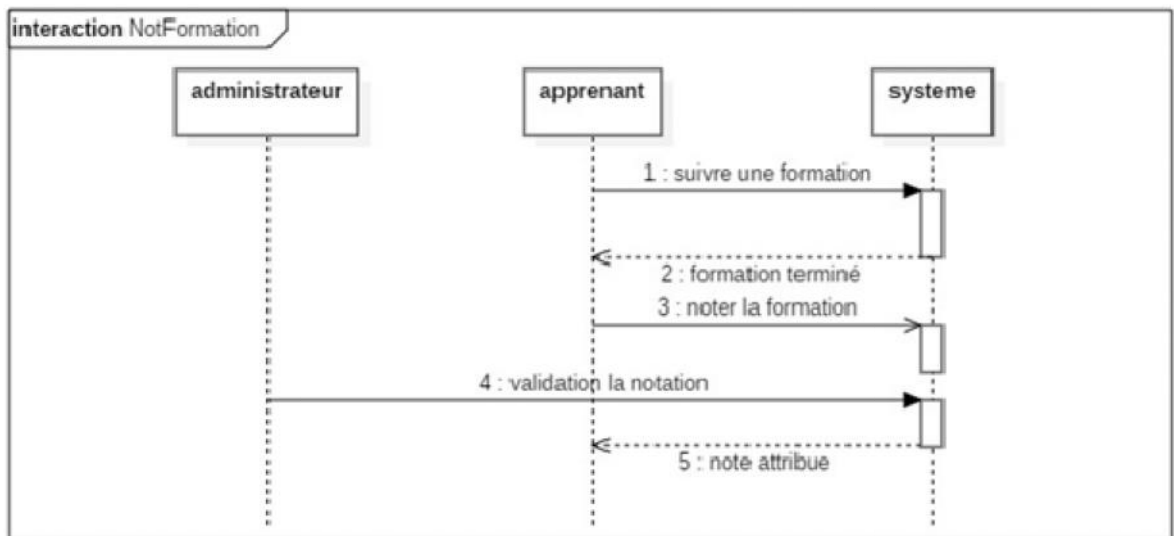 interaction NotFormation
administrateur
apprenant
systeme
1 : suivre une formation
2 : formation terminé
3 : noter la formation
4 : validation la notation
5 : note attribue